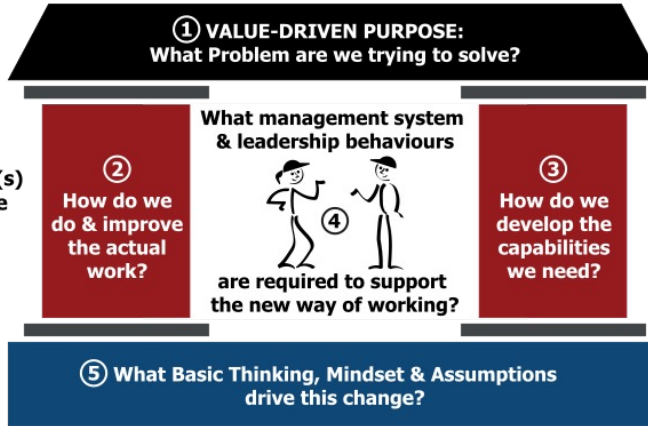 ① VALUE-DRIVEN PURPOSE:
What Problem are we trying to solve?
What management system
& leadership behaviours
④
are required to support
the new way of working?
(s)
e
②
How do we
do & improve
the actual
work?
③
How do we
develop the
capabilities
we need?
⑤ What Basic Thinking, Mindset & Assumptions
drive this change?